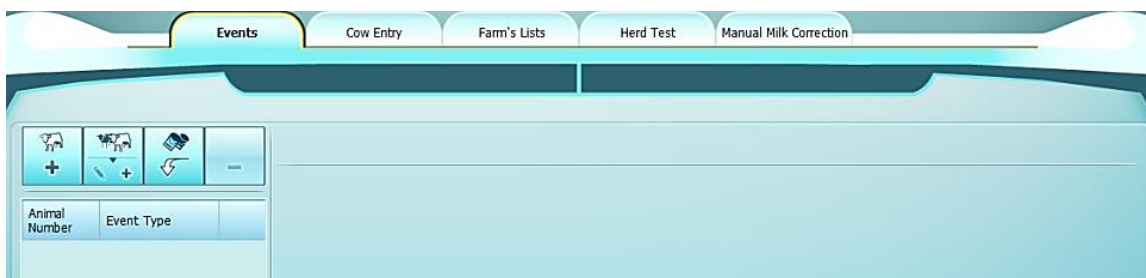 Events Cow Entry Farm's Lists Herd Test Manual Milk Correction
Animal
Number
Event Type